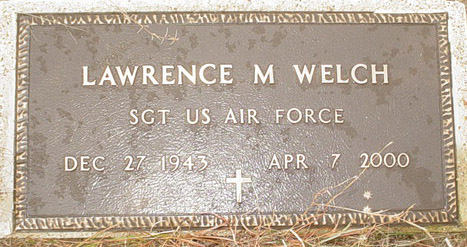 LAWRENCE M WELCH
SGT US AIR FORCE
DEC 27 1943 APR 7 2000